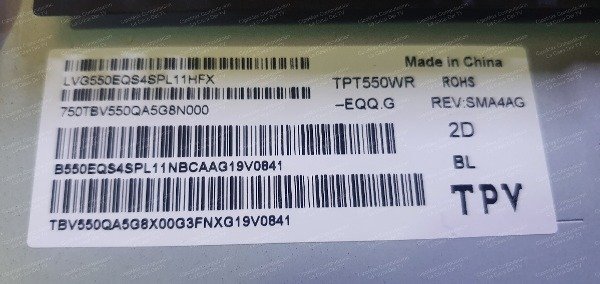 Made in China
LVG550EQS4SPL11HFX
TPT550WR
ROHS
750TBV550QA5G8N000
-EQQ.G
REV:SMA4AG
2D
B550EQS4SPL11NBCAAG19V0841
BL
TPV
TBV550QA5G8X00G3FNXG19V0841